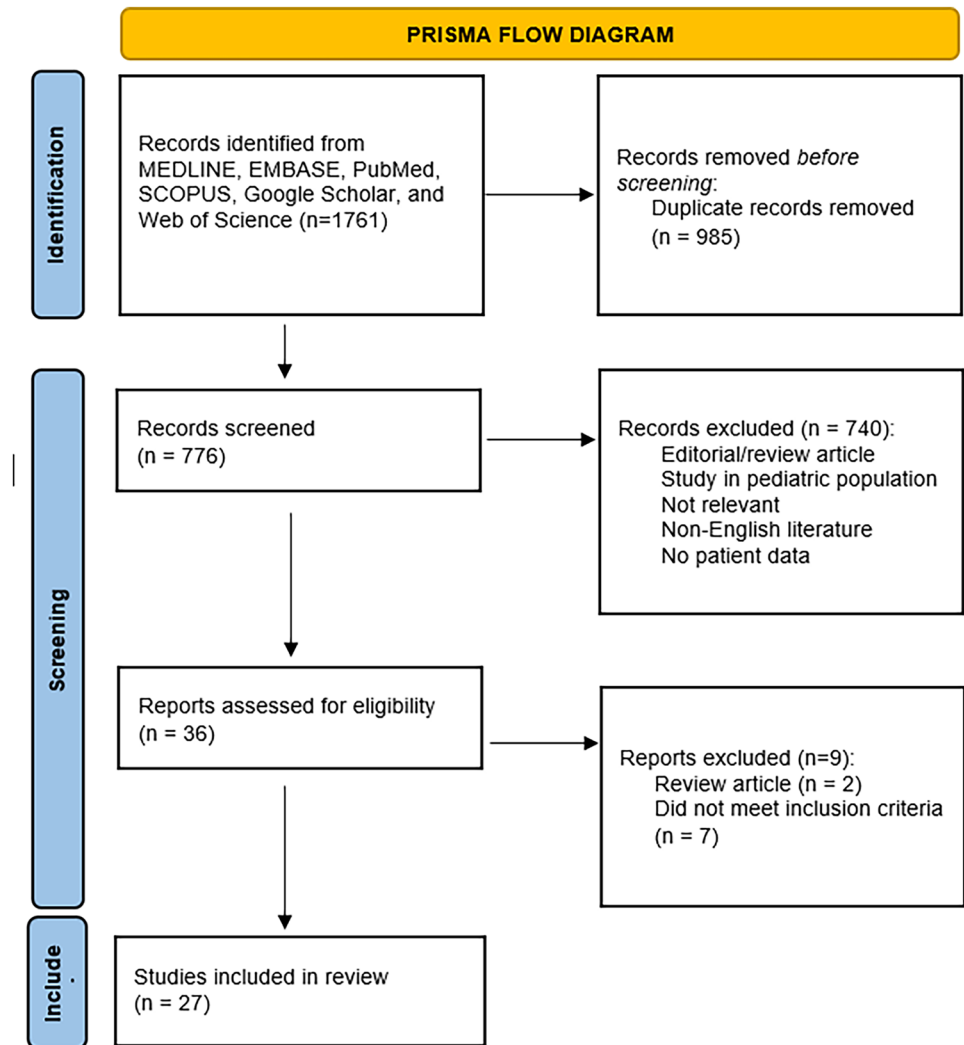 PRISMA FLOW DIAGRAM
Identification
Records identified from
MEDLINE, EMBASE, PubMed,
SCOPUS, Google Scholar, and
Web of Science (n=1761)
Records removed before
screening:
Duplicate records removed
(n = 985)
Screening
Records screened
(n = 776)
Records excluded (n = 740):
Editorial/review article
Study in pediatric population
Not relevant
Non-English literature
No patient data
Reports assessed for eligibility
(n = 36)
Reports excluded (n=9):
Review article (n = 2)
Did not meet inclusion criteria
(n = 7)
Include
Studies included in review
(n = 27)